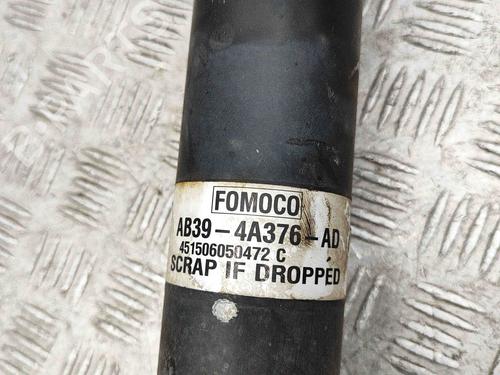 FOMOCO
AB39-4A376-AD
451506050472 C
SCRAP IF DROPPED